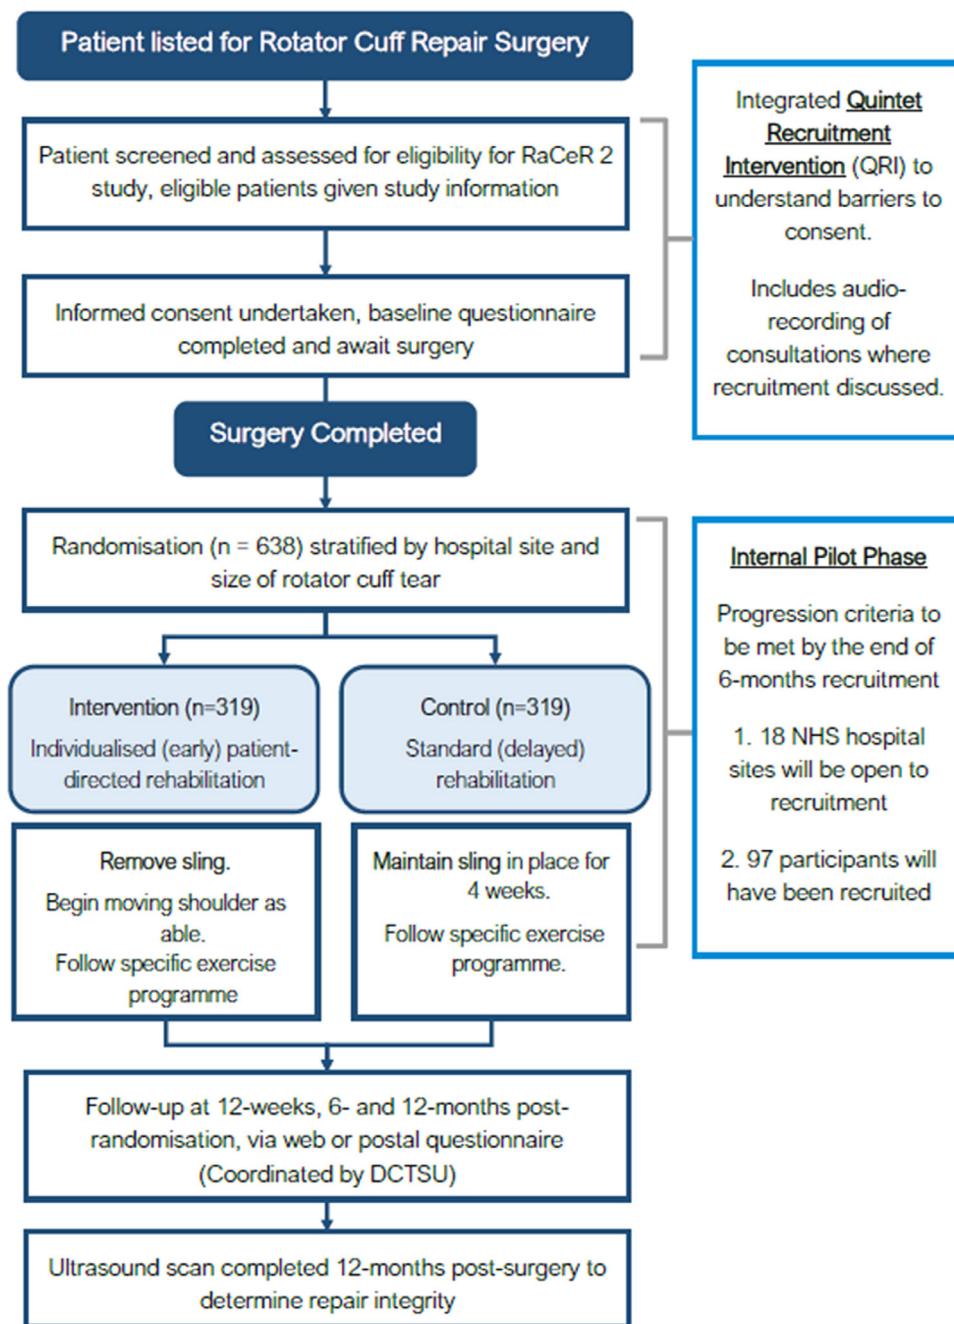 Patient listed for Rotator Cuff Repair Surgery
Patient screened and assessed for eligibility for RaCeR 2
study, eligible patients given study information
Informed consent undertaken, baseline questionnaire
completed and await surgery
Integrated Quintet
Recruitment
Intervention (QRI) to
understand barriers to
consent.
Includes audio-
recording of
consultations where
recruitment discussed.
Surgery Completed
Randomisation (n = 638) stratified by hospital site and
size of rotator cuff tear
Intervention (n=319)
Individualised (early) patient-
directed rehabilitation
Control (n=319)
Standard (delayed)
rehabilitation
Remove sling.
Begin moving shoulder as
able.
Follow specific exercise
programme
Maintain sling in place for
4 weeks.
Follow specific exercise
programme.
Internal Pilot Phase
Progression criteria to
be met by the end of
6-months recruitment
1. 18 NHS hospital
sites will be open to
recruitment
2. 97 participants will
have been recruited
Follow-up at 12-weeks, 6- and 12-months post-
randomisation, via web or postal questionnaire
(Coordinated by DCTSU)
Ultrasound scan completed 12-months post-surgery to
determine repair integrity